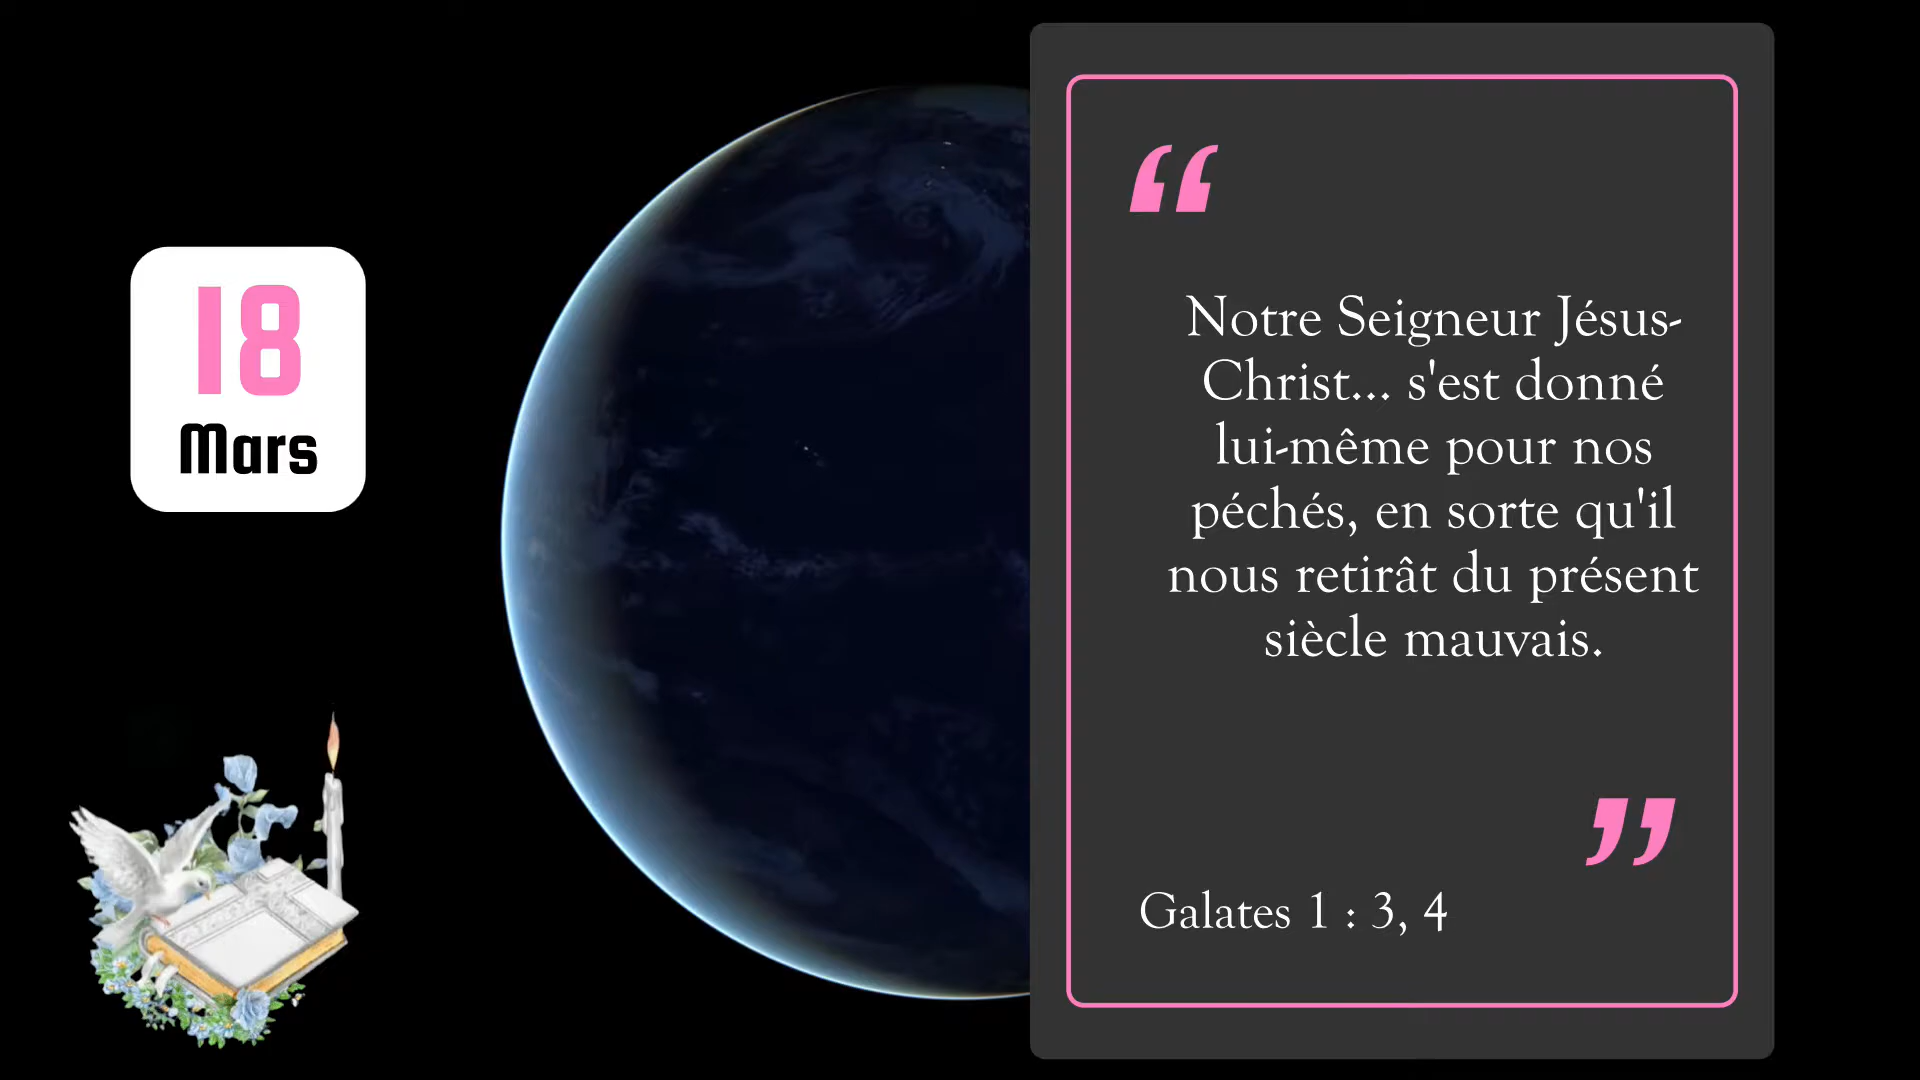 18
Mars
“
Notre Seigneur Jésus-
Christ... s'est donné
lui-même pour nos
péchés, en sorte qu'il
nous retirât du présent
siècle mauvais.
”
Galates 1 : 3, 4